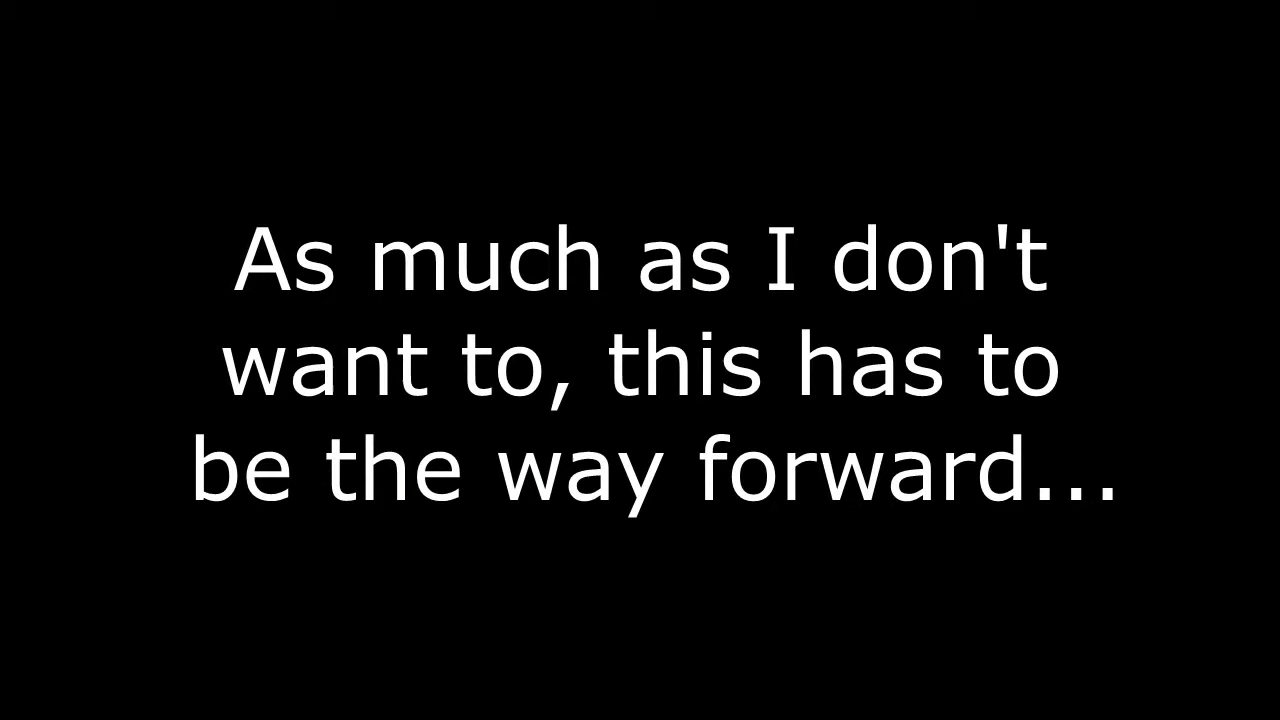 As much as I don't
want to, this has to
be the way forward...